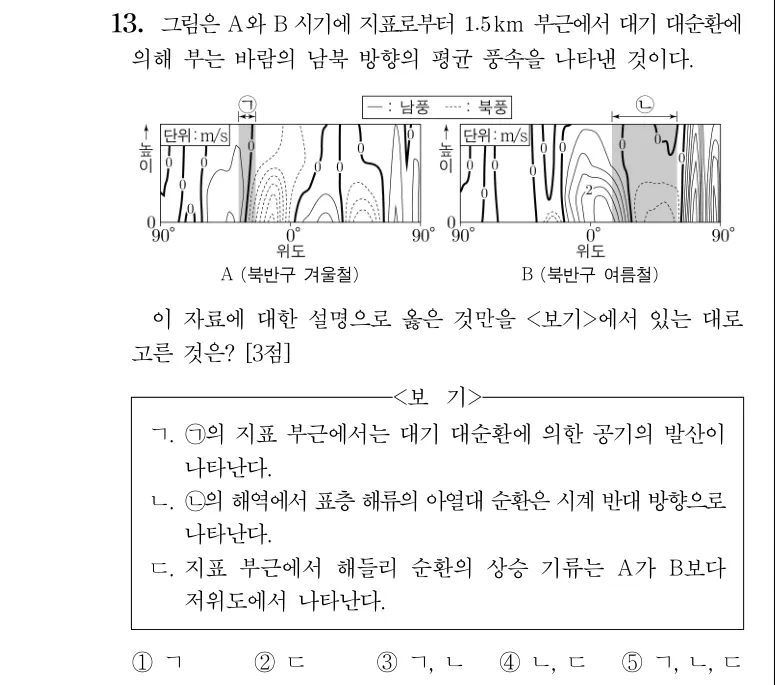 13. 그림은 A와 B 시기에 지표로부터 1.5km 부근에서 대기 대순환에
의해 부는 바람의 남북 방향의 평균 풍속을 나타낸 것이다.
㉠
— : 남풍 ---- : 북풍
㉡
단위: m/s
높이
0 0 0 0 0 0 0 0 0
0
90° 0° 90°
위도
A (북반구 겨울철)
단위: m/s
높이
0 0 0 0 2 0 0 0
0
90° 0° 90°
위도
B (북반구 여름철)
이 자료에 대한 설명으로 옳은 것만을 <보기>에서 있는 대로
고른 것은? [3점]
<보 기>
ㄱ. ㉠의 지표 부근에서는 대기 대순환에 의한 공기의 발산이
나타난다.
ㄴ. ㉡의 해역에서 표층 해류의 아열대 순환은 시계 반대 방향으로
나타난다.
ㄷ. 지표 부근에서 해들리 순환의 상승 기류는 A가 B보다
저위도에서 나타난다.
① ㄱ ② ㄷ ③ ㄱ, ㄴ ④ ㄴ, ㄷ ⑤ ㄱ, ㄴ, ㄷ